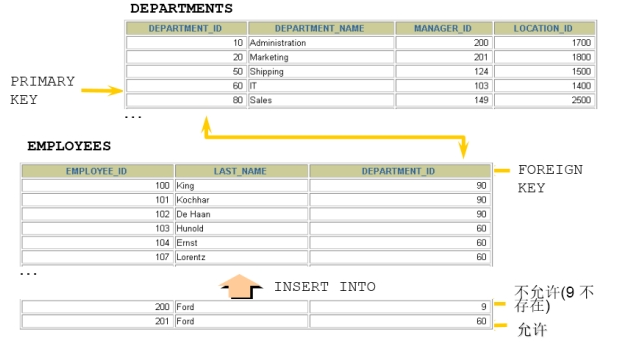 DEPARTMENTS
DEPARTMENT_ID DEPARTMENT_NAME MANAGER_ID LOCATION_ID
10 Administration 200 1700
20 Marketing 201 1800
50 Shipping 124 1500
60 IT 103 1400
80 Sales 149 2500
...
PRIMARY
KEY
EMPLOYEES
EMPLOYEE_ID LAST_NAME DEPARTMENT_ID
100 King 90
101 Kochhar 90
102 De Haan 90
103 Hunold 60
104 Ernst 60
107 Lorentz 60
...
FOREIGN
KEY
INSERT INTO
200 Ford 9
201 Ford 60
不允许(9 不
存在)
允许